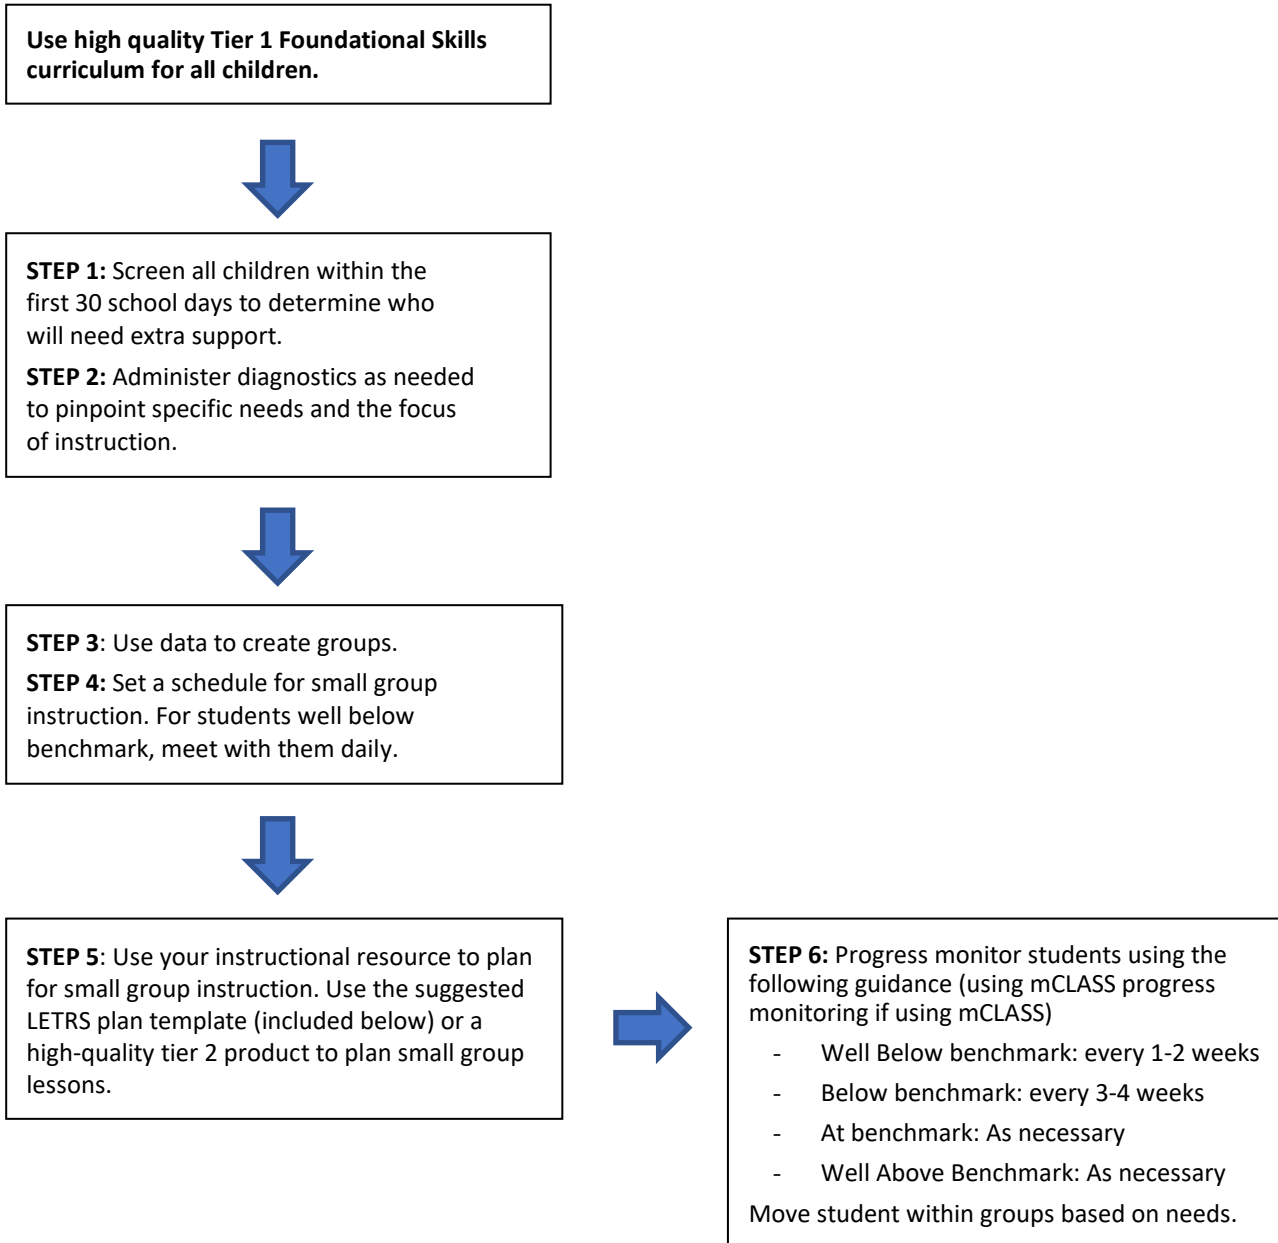 Use high quality Tier 1 Foundational Skills
curriculum for all children.
STEP 1: Screen all children within the
first 30 school days to determine who
will need extra support.
STEP 2: Administer diagnostics as needed
to pinpoint specific needs and the focus
of instruction.
STEP 3: Use data to create groups.
STEP 4: Set a schedule for small group
instruction. For students well below
benchmark, meet with them daily.
STEP 5: Use your instructional resource to plan
for small group instruction. Use the suggested
LETRS plan template (included below) or a
high-quality tier 2 product to plan small group
lessons.
STEP 6: Progress monitor students using the
following guidance (using mCLASS progress
monitoring if using mCLASS)
- Well Below benchmark: every 1-2 weeks
- Below benchmark: every 3-4 weeks
- At benchmark: As necessary
- Well Above Benchmark: As necessary
Move student within groups based on needs.